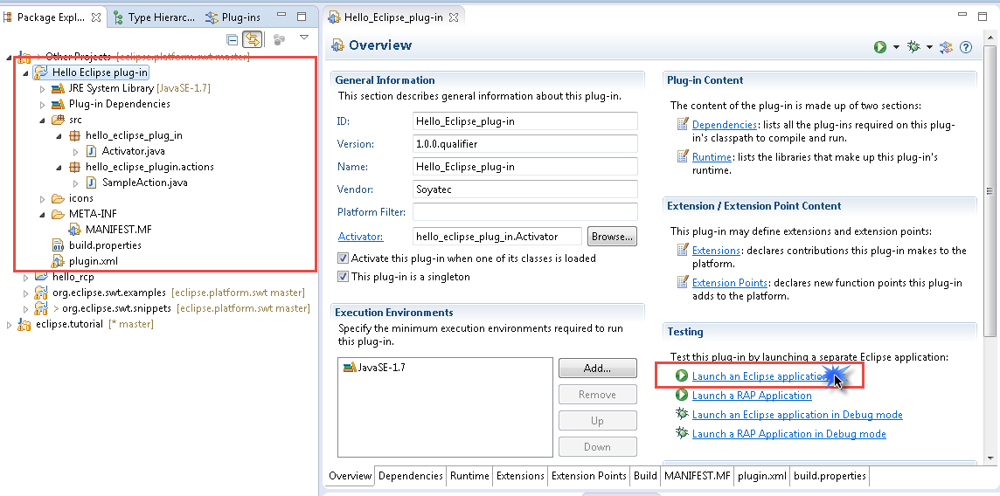 Package Expl...
Type Hierarc...
Plug-ins
Other Projects [eclipse.platform.swt master]
Hello Eclipse plug-in
JRE System Library [JavaSE-1.7]
Plug-in Dependencies
src
hello_eclipse_plug_in
Activator.java
hello_eclipse_plugin.actions
SampleAction.java
icons
META-INF
MANIFEST.MF
build.properties
plugin.xml
hello_rcp
org.eclipse.swt.examples [eclipse.platform.swt master]
> org.eclipse.swt.snippets [eclipse.platform.swt master]
eclipse.tutorial [* master]
Hello_Eclipse_plug-in
Overview
General Information
This section describes general information about this plug-in.
ID: Hello_Eclipse_plug-in
Version: 1.0.0.qualifier
Name: Hello_Eclipse_plug-in
Vendor: Soyatec
Platform Filter:
Activator: hello_eclipse_plug_in.Activator Browse...
Activate this plug-in when one of its classes is loaded
This plug-in is a singleton
Execution Environments
Specify the minimum execution environments required to run
this plug-in.
JavaSE-1.7
Add...
Remove
Up
Down
Plug-in Content
The content of the plug-in is made up of two sections:
Dependencies: lists all the plug-ins required on this plug-
in's classpath to compile and run.
Runtime: lists the libraries that make up this plug-in's
runtime.
Extension / Extension Point Content
This plug-in may define extensions and extension points:
Extensions: declares contributions this plug-in makes to the
platform.
Extension Points: declares new function points this plug-in
adds to the platform.
Testing
Test this plug-in by launching a separate Eclipse application:
Launch an Eclipse application
Launch a RAP Application
Launch an Eclipse application in Debug mode
Launch a RAP Application in Debug mode
Overview
Dependencies
Runtime
Extensions
Extension Points
Build
MANIFEST.MF
plugin.xml
build.properties